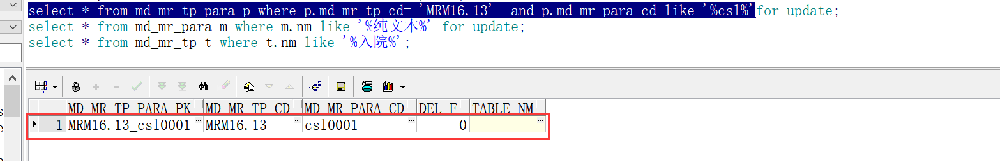 select * from md_mr_tp_para p where p.md_mr_tp_cd= 'MRM16.13'  and p.md_mr_para_cd like '%csl%'for update;
select * from md_mr_para m where m.nm like '%纯文本%' for update;
select * from md_mr_tp t where t.nm like '%入院%';
MD_MR_TP_PARA_PK MD_MR_TP_CD MD_MR_PARA_CD DEL_F TABLE_NM
1 MRM16.13_csl0001 ... MRM16.13 ... csl0001 ... 0 ...